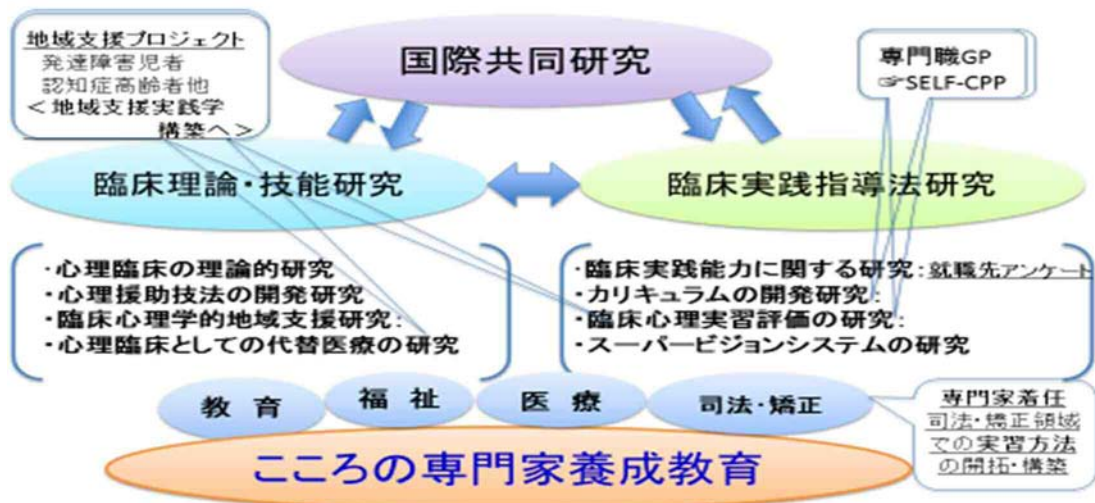 地域支援プロジェクト
発達障害児者
認知症高齢者他
<地域支援実践学
構築へ>
国際共同研究
専門職GP
☞SELF-CPP
臨床理論・技能研究
臨床実践指導法研究
・心理臨床の理論的研究
・心理援助技法の開発研究
・臨床心理学的地域支援研究：
・心理臨床としての代替医療の研究
・臨床実践能力に関する研究：就職先アンケート
・カリキュラムの開発研究：
・臨床心理実習評価の研究：
・スーパービジョンシステムの研究
教 育
福 祉
医 療
司法・矯正
専門家着任
司法・矯正領域
での実習方法
の開拓・構築
こころの専門家養成教育